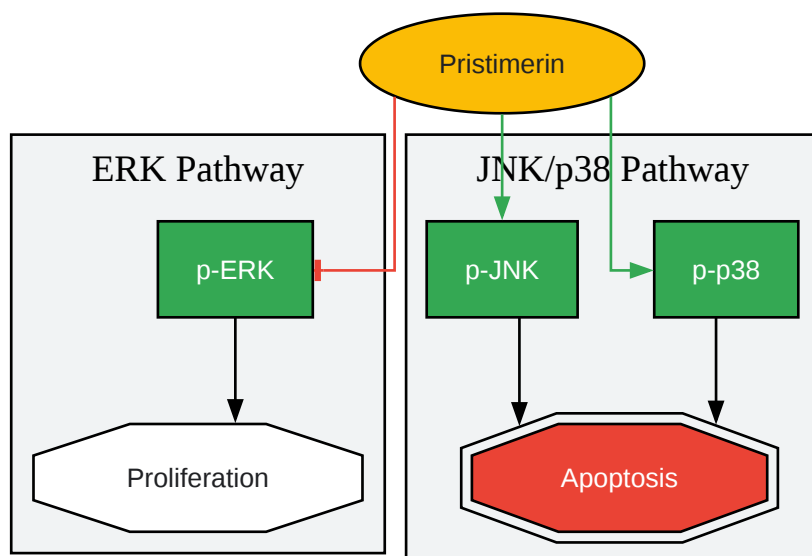 Pristimerin
ERK Pathway
JNK/p38 Pathway
p-ERK
p-JNK
p-p38
Proliferation
Apoptosis